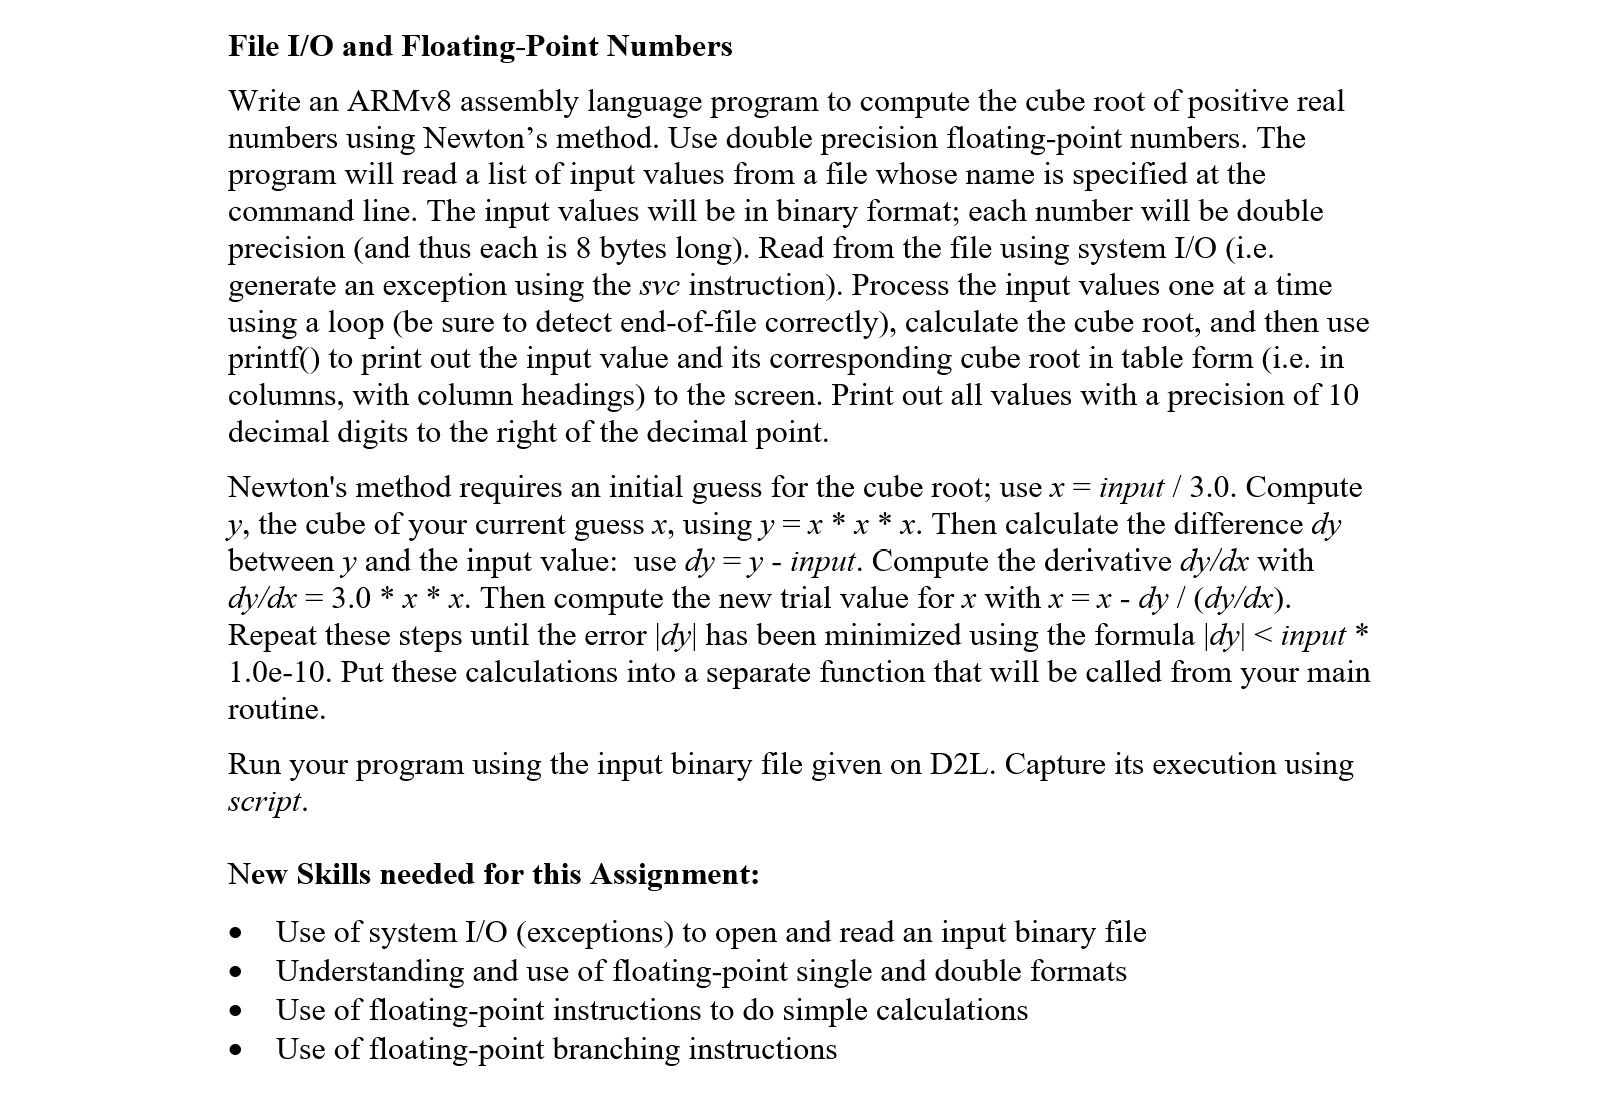 File I/O and Floating-Point Numbers
Write an ARMv8 assembly language program to compute the cube root of positive real
numbers using Newton’s method. Use double precision floating-point numbers. The
program will read a list of input values from a file whose name is specified at the
command line. The input values will be in binary format; each number will be double
precision (and thus each is 8 bytes long). Read from the file using system I/O (i.e.
generate an exception using the svc instruction). Process the input values one at a time
using a loop (be sure to detect end-of-file correctly), calculate the cube root, and then use
printf() to print out the input value and its corresponding cube root in table form (i.e. in
columns, with column headings) to the screen. Print out all values with a precision of 10
decimal digits to the right of the decimal point.
Newton's method requires an initial guess for the cube root; use x = input / 3.0. Compute
y, the cube of your current guess x, using y = x * x * x. Then calculate the difference dy
between y and the input value:  use dy = y - input. Compute the derivative dy/dx with
dy/dx = 3.0 * x * x. Then compute the new trial value for x with x = x - dy / (dy/dx).
Repeat these steps until the error |dy| has been minimized using the formula |dy| < input *
1.0e-10. Put these calculations into a separate function that will be called from your main
routine.
Run your program using the input binary file given on D2L. Capture its execution using
script.
New Skills needed for this Assignment:
• Use of system I/O (exceptions) to open and read an input binary file
• Understanding and use of floating-point single and double formats
• Use of floating-point instructions to do simple calculations
• Use of floating-point branching instructions